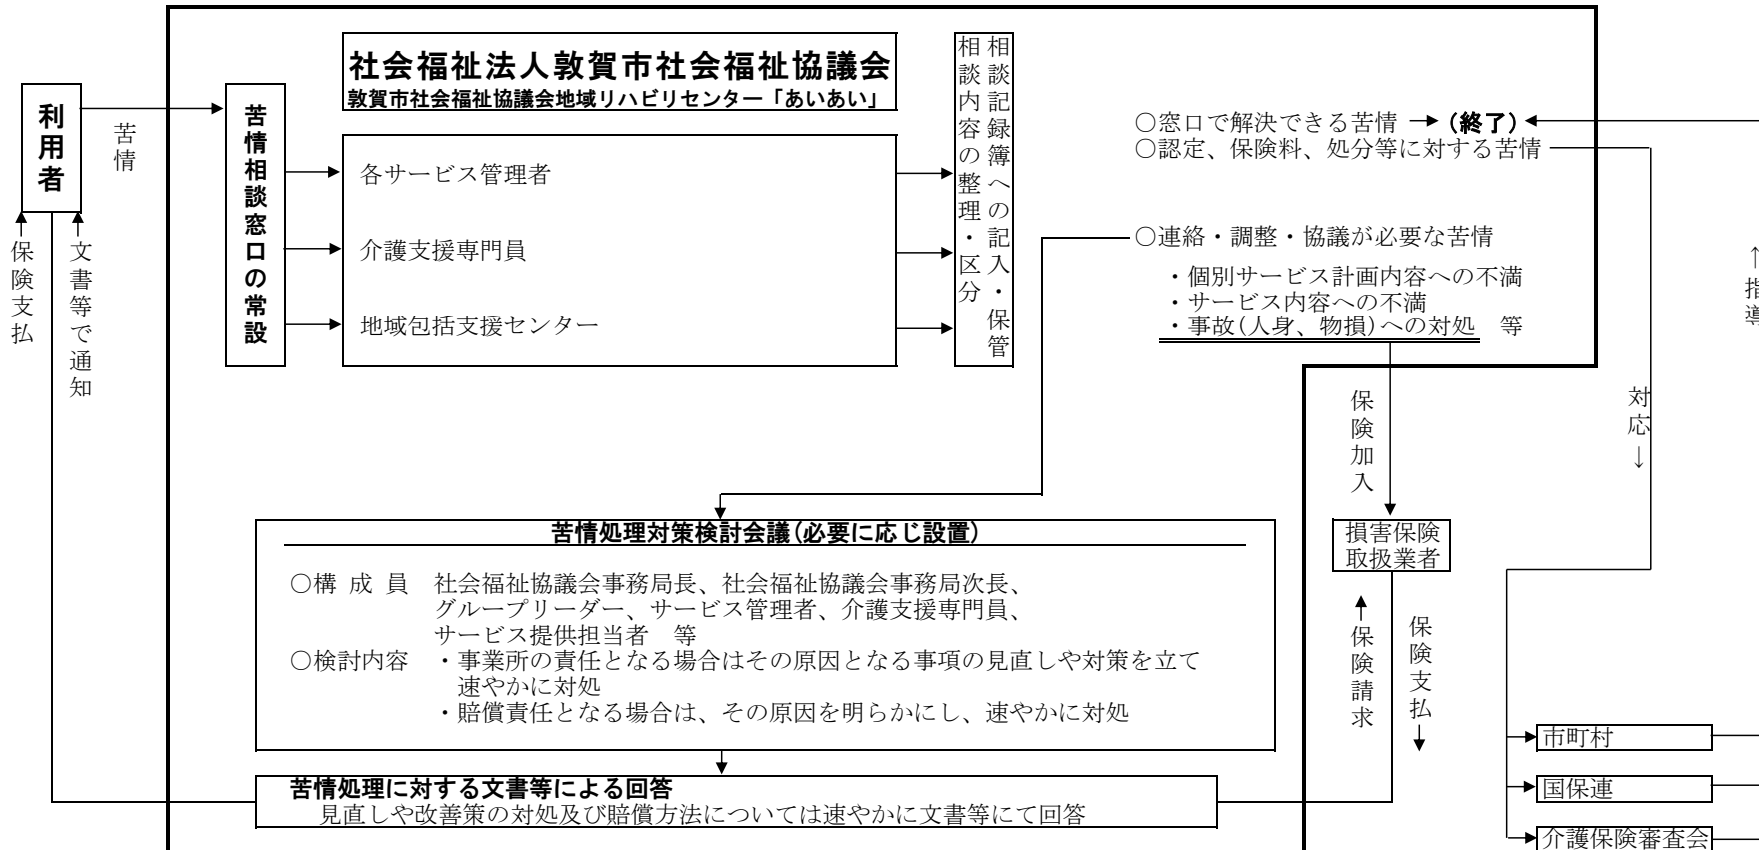 社会福祉法人敦賀市社会福祉協議会
敦賀市社会福祉協議会地域リハビリセンター「あいあい」
利用者
苦情
↑保険支払
↑文書等で通知
苦情相談窓口の常設
各サービス管理者
介護支援専門員
地域包括支援センター
相談記録簿への記入・保管
相談内容の整理・区分
○窓口で解決できる苦情 → (終了)
○認定、保険料、処分等に対する苦情
○連絡・調整・協議が必要な苦情
・個別サービス計画内容への不満
・サービス内容への不満
・事故(人身、物損)への対処 等
↑指導
対応↓
保険加入
損害保険
取扱業者
↑保険請求
保険支払↓
苦情処理対策検討会議(必要に応じ設置)
○構 成 員 社会福祉協議会事務局長、社会福祉協議会事務局次長、
グループリーダー、サービス管理者、介護支援専門員、
サービス提供担当者 等
○検討内容 ・事業所の責任となる場合はその原因となる事項の見直しや対策を立て
速やかに対処
・賠償責任となる場合は、その原因を明らかにし、速やかに対処
苦情処理に対する文書等による回答
見直しや改善策の対処及び賠償方法については速やかに文書等にて回答
市町村
国保連
介護保険審査会